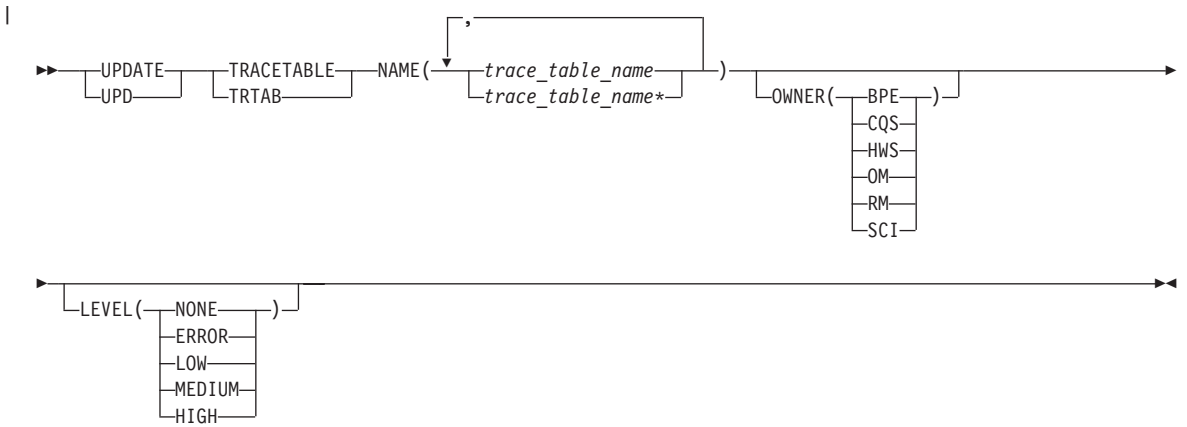 |
,
UPDATE TRACETABLE NAME( trace_table_name ) OWNER( BPE )
UPD TRTAB trace_table_name* CQS
HWS
OM
RM
SCI
LEVEL( NONE )
ERROR
LOW
MEDIUM
HIGH